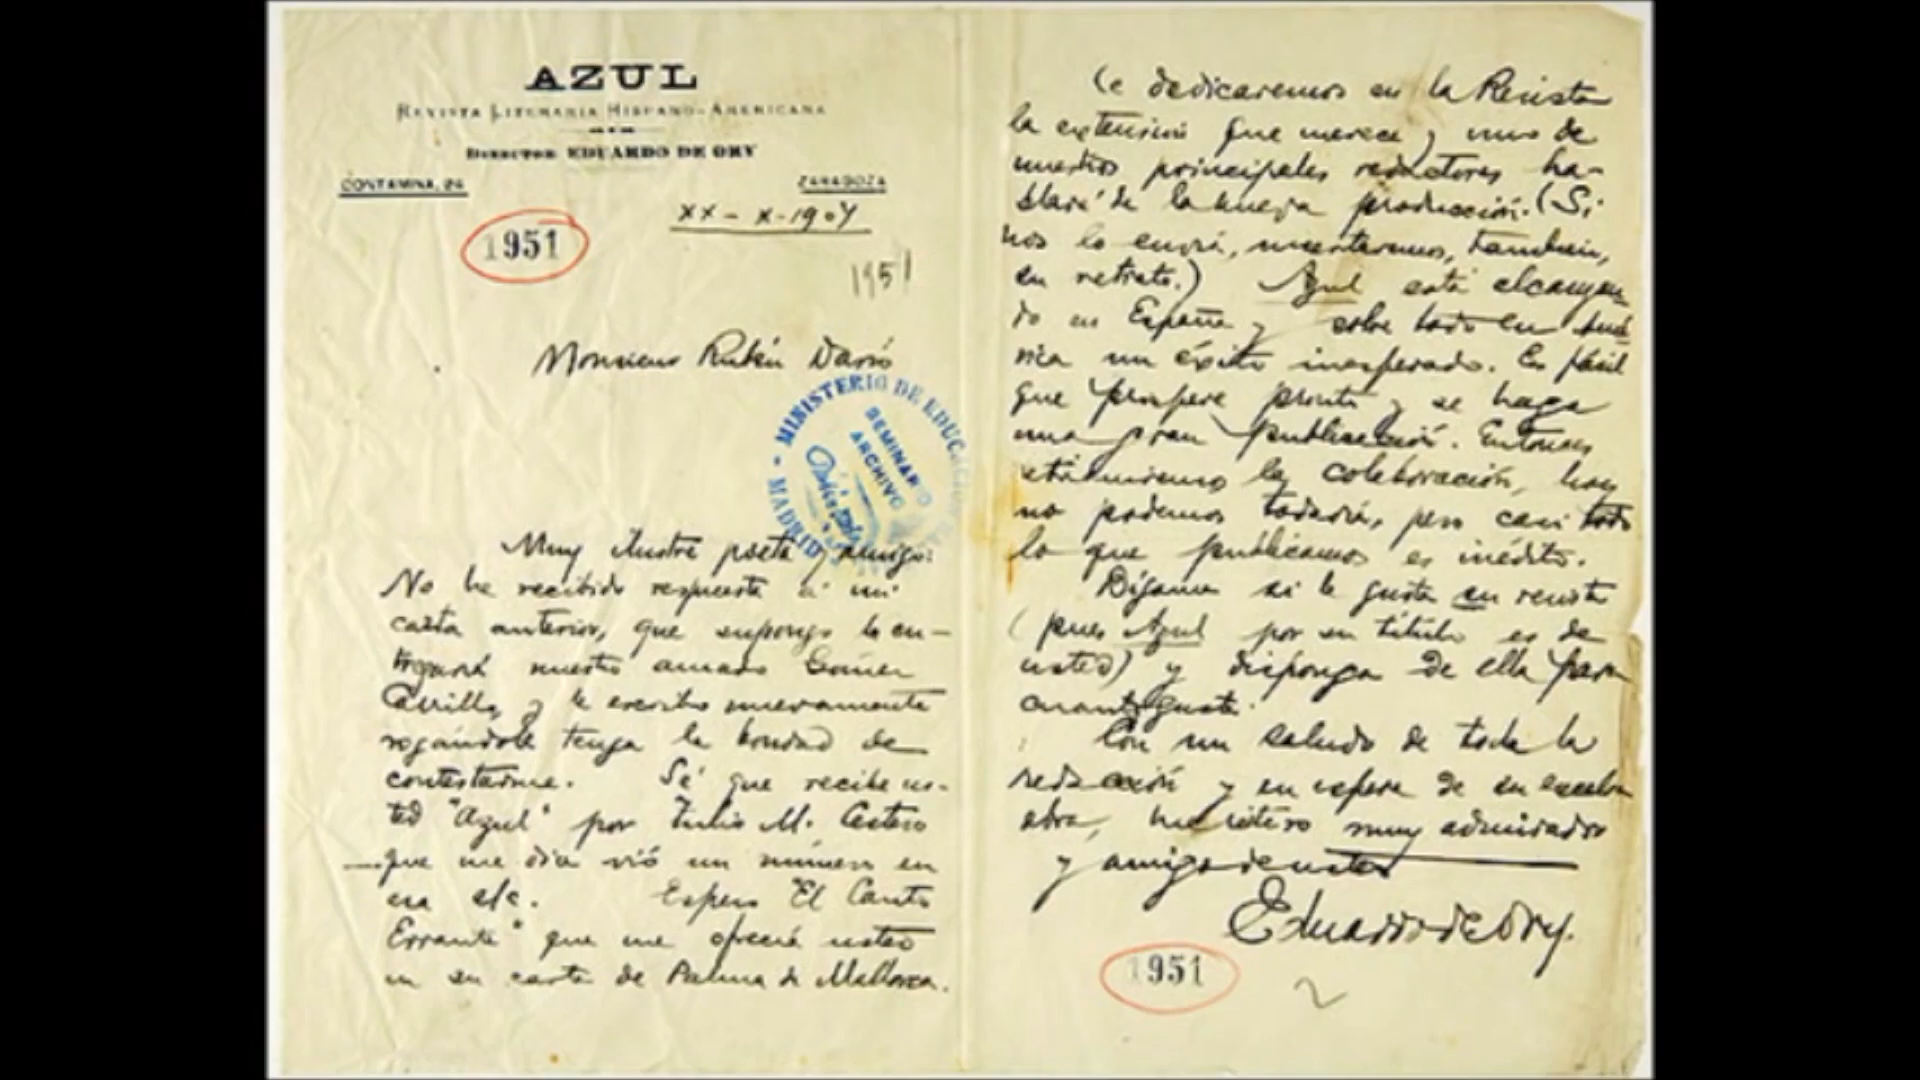 AZUL
REVISTA LITERARIA HISPANO-AMERICANA
DIRECTOR: EDUARDO DE ORY
CONTAMINA, 24
ZARAGOZA
XX - X - 1907
1951
1951
Monsieur Rubén Darío
MINISTERIO DE EDUCACIÓN
SEMINARIO
ARCHIVO
MADRID
Muy ilustre poeta y amigo:
No he recibido respuesta á mi
carta anterior, que supongo le en-
tregará nuestro amado Gómez
Carrillo, y le escribo nuevamente
rogándole tenga la bondad de
contestarme. Sé que recibe us-
ted "Azul" por Tulio M. Cestero
que me dice vió un número en
esa etc. Espero "El Canto
Errante" que me ofreció usted
en su carta de Palma de Mallorca.
Le dedicaremos en la Revista
la extensión que merece y uno de
nuestros principales redactores ha-
blará de la nueva producción. (Si
nos lo envía, insertaremos, también,
su retrato.) Azul está alcanzan
do en España y sobre todo en Amé
rica un éxito inesperado. Es fácil
que prospere pronto y se haga
una gran publicación. Entonces
retribuiremos la colaboración, hoy
no podemos todavía, pero casi todo
lo que publicamos es inédito.
Dígame si le gusta su revista
(pues Azul por su título es de
usted) y disponga de ella para
cuanto guste.
Con un saludo de toda la
redacción y en espera de su excelsa
obra, me reitero muy admirador
y amigo de usted
Eduardo de Ory.
1951
2